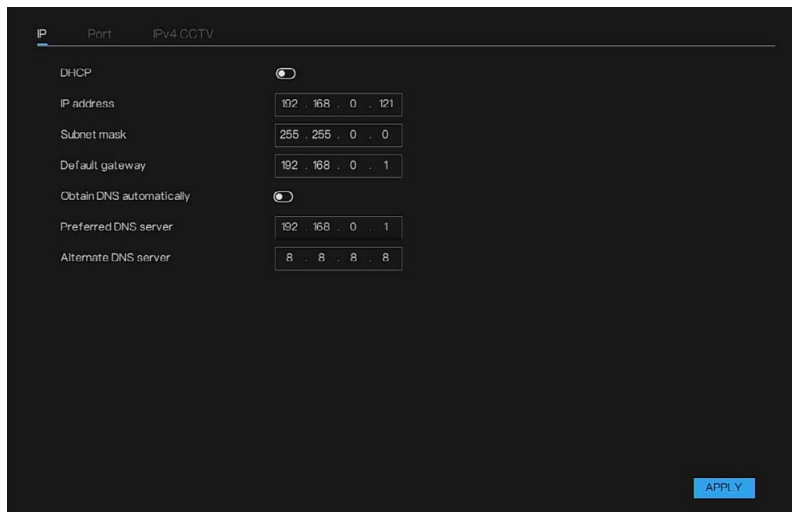 IP Port IPv4 CCTV
DHCP
IP address 192 . 168 . 0 . 121
Subnet mask 255 . 255 . 0 . 0
Default gateway 192 . 168 . 0 . 1
Obtain DNS automatically
Preferred DNS server 192 . 168 . 0 . 1
Alternate DNS server 8 . 8 . 8 . 8
APPLY